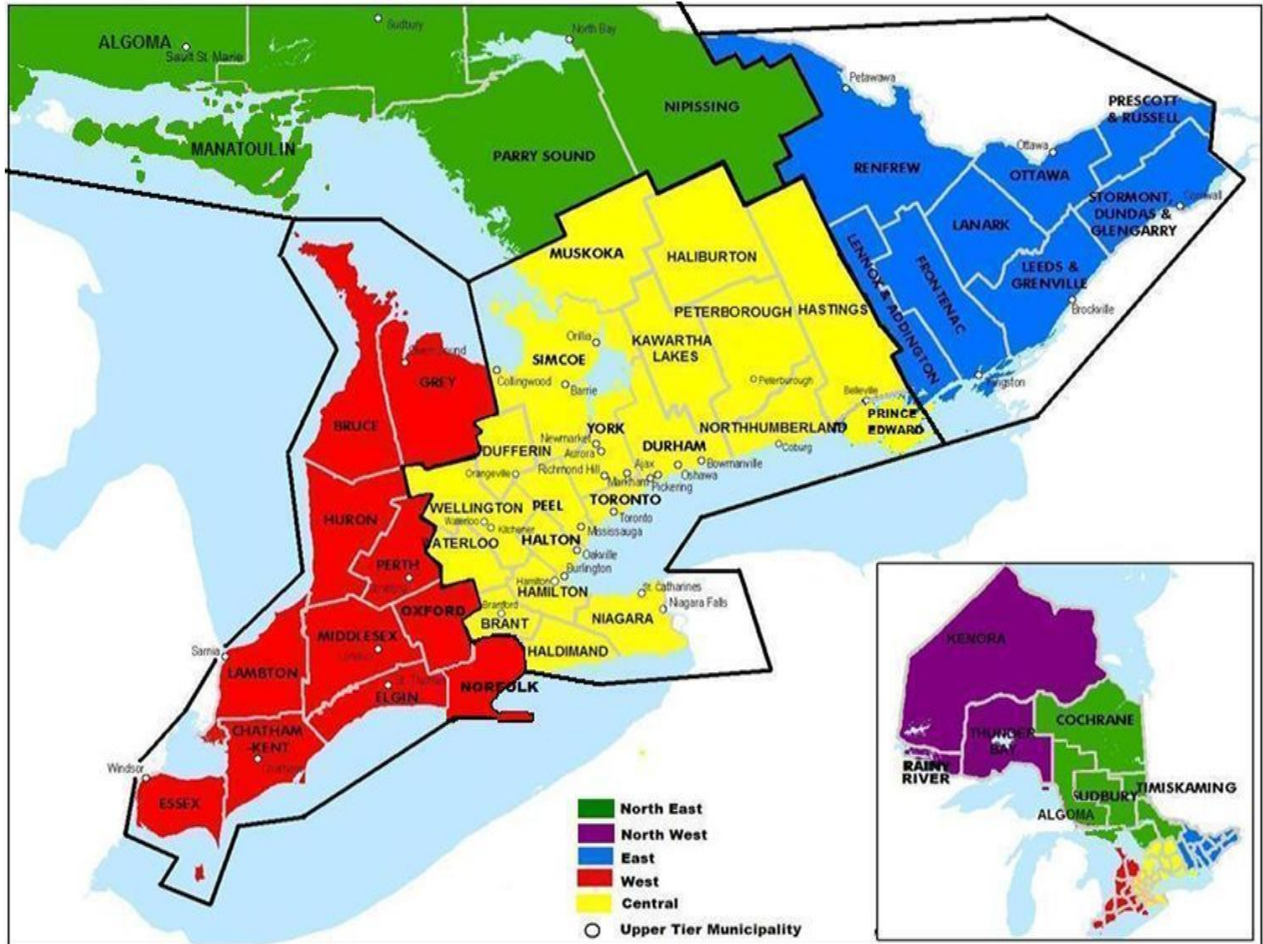 ALGOMA
Sault St. Marie
Sudbury
North Bay
MANATOULIN
PARRY SOUND
NIPISSING
Petawawa
PRESCOTT
& RUSSELL
RENFREW
Ottawa
OTTAWA
STORMONT,
DUNDAS &
GLENGARRY
Cornwall
LANARK
LEEDS &
GRENVILLE
Brockville
LENNOX & ADDINGTON
FRONTENAC
Kingston
MUSKOKA
HALIBURTON
PETERBOROUGH
HASTINGS
KAWARTHA
LAKES
Orillia
SIMCOE
Collingwood
Barrie
Peterborough
Belleville
PRINCE
EDWARD
NORTHHUMBERLAND
Coburg
YORK
Newmarket
Aurora
DURHAM
DUFFERIN
Orangeville
Richmond Hill
Ajax
Bowmanville
Oshawa
Markham
Pickering
TORONTO
Toronto
WELLINGTON
PEEL
Waterloo
Kitchener
Mississauga
WATERLOO
HALTON
Oakville
Burlington
Hamilton
HAMILTON
St. Catharines
Niagara Falls
NIAGARA
Brantford
BRANT
HALDIMAND
GREY
BRUCE
HURON
PERTH
OXFORD
MIDDLESEX
London
Sarnia
LAMBTON
St. Thomas
ELGIN
NORFOLK
CHATHAM
-KENT
Chatham
Windsor
ESSEX
North East
North West
East
West
Central
Upper Tier Municipality
KENORA
THUNDER
BAY
RAINY
RIVER
COCHRANE
TIMISKAMING
SUDBURY
ALGOMA